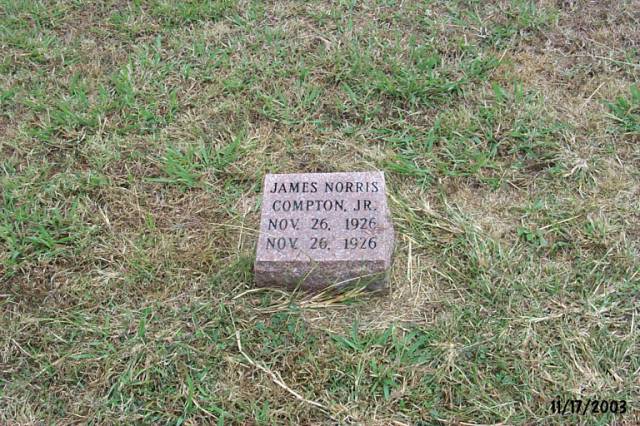 JAMES NORRIS
COMPTON, JR.
NOV. 26, 1926
NOV. 26, 1926
11/17/2003